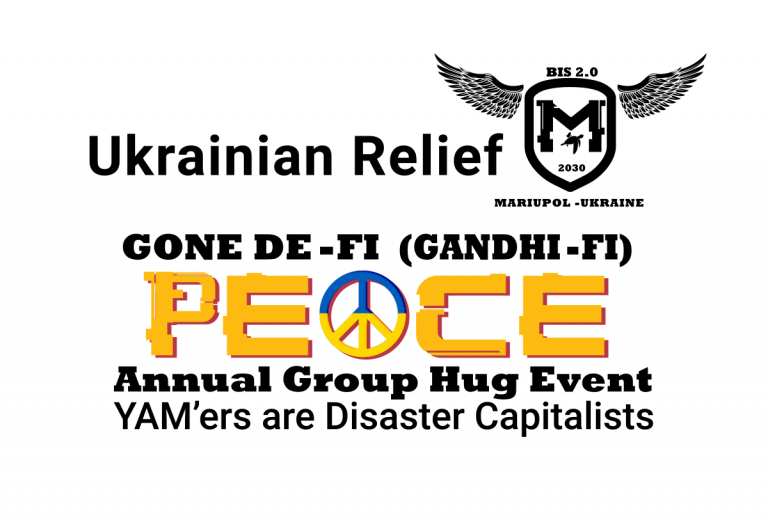 BIS 2.0
M
2030
MARIUPOL -UKRAINE
Ukrainian Relief
GONE DE-FI (GANDHI-FI)
PEACE
Annual Group Hug Event
YAM’ers are Disaster Capitalists